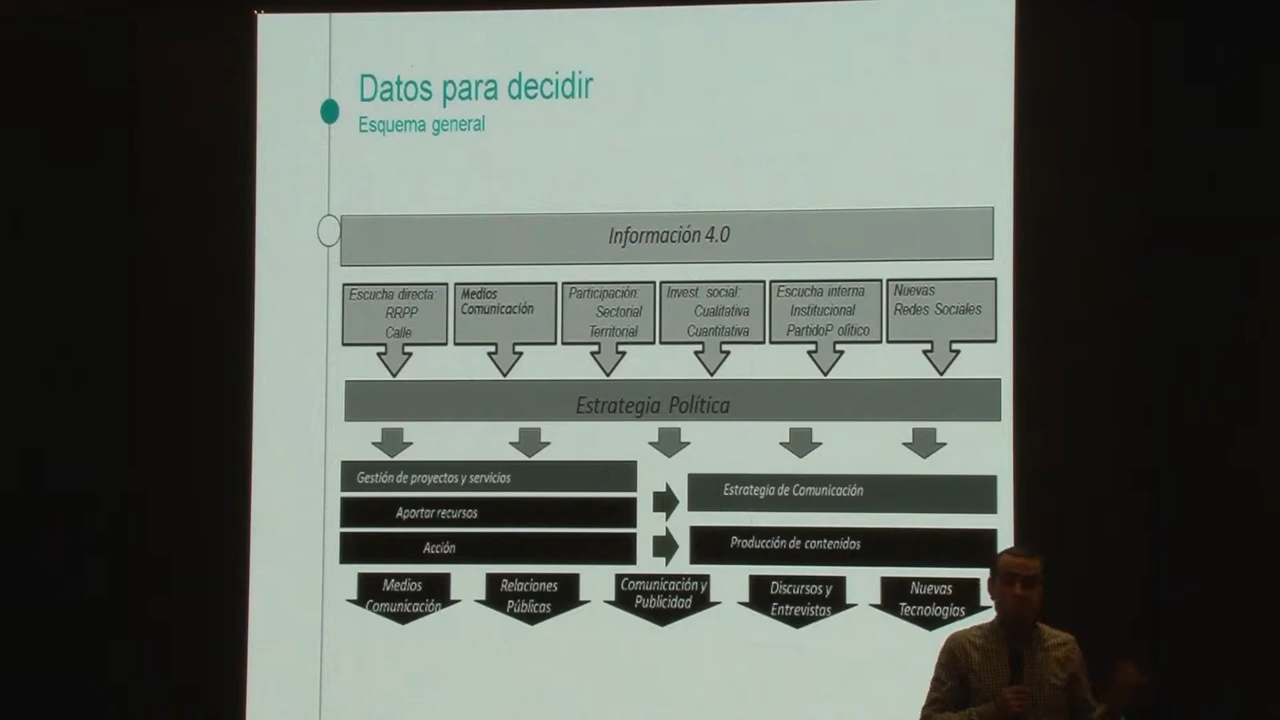 Datos para decidir
Esquema general
Información 4.0
Escucha directa:
RRPP
Calle
Medios
Comunicación
Participación:
Sectorial
Territorial
Invest. social:
Cualitativa
Cuantitativa
Escucha interna
Institucional
PartidoP olítico
Nuevas
Redes Sociales
Estrategia Política
Gestión de proyectos y servicios
Aportar recursos
Acción
Estrategia de Comunicación
Producción de contenidos
Medios
Comunicación
Relaciones
Públicas
Comunicación y
Publicidad
Discursos y
Entrevistas
Nuevas
Tecnologías